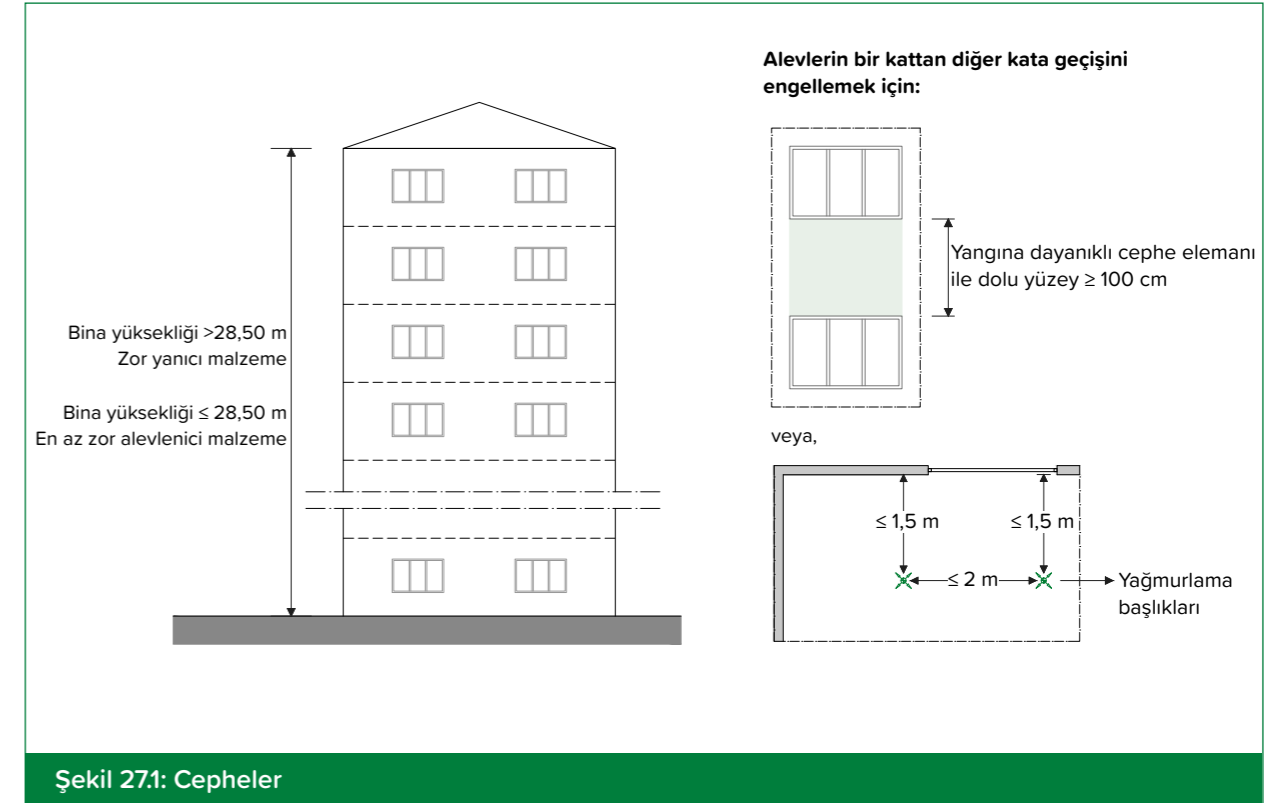 Alevlerin bir kattan diğer kata geçişini
engellemek için:
Bina yüksekliği >28,50 m
Zor yanıcı malzeme
Bina yüksekliği ≤ 28,50 m
En az zor alevlenici malzeme
Yangına dayanıklı cephe elemanı
ile dolu yüzey ≥ 100 cm
veya,
≤ 1,5 m
≤ 1,5 m
≤ 2 m
Yağmurlama
başlıkları
Şekil 27.1: Cepheler